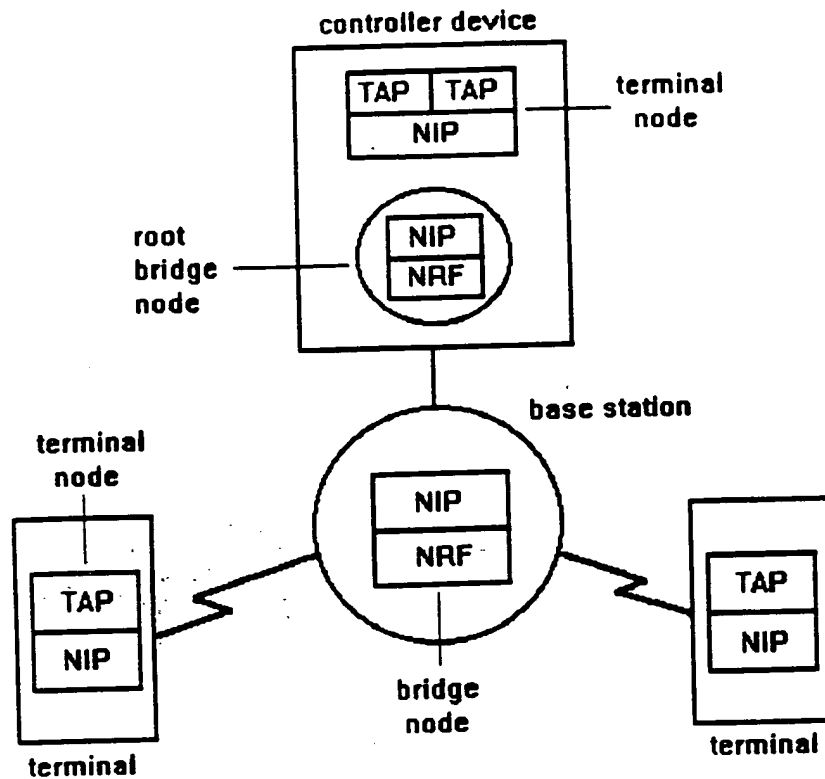 controller device
TAP TAP
NIP
terminal
node
root
bridge
node
NIP
NRF
base station
terminal
node
NIP
NRF
TAP
NIP
TAP
NIP
bridge
node
terminal
terminal